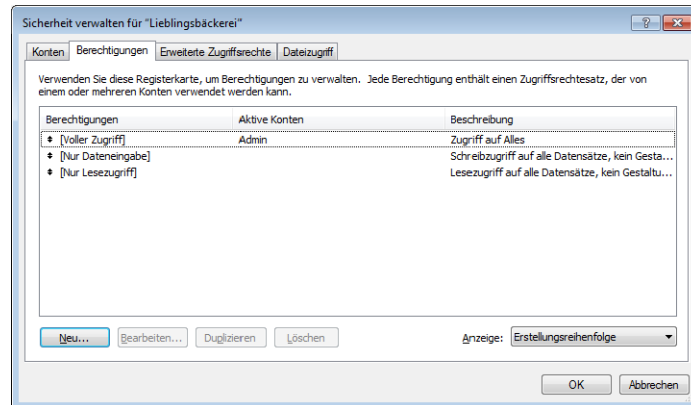 Sicherheit verwalten für "Lieblingsbäckerei"
Konten Berechtigungen Erweiterte Zugriffsrechte Dateizugriff
Verwenden Sie diese Registerkarte, um Berechtigungen zu verwalten. Jede Berechtigung enthält einen Zugriffsrechtesatz, der von
einem oder mehreren Konten verwendet werden kann.
Berechtigungen Aktive Konten Beschreibung
[Voller Zugriff] Admin Zugriff auf Alles
[Nur Dateneingabe] Schreibzugriff auf alle Datensätze, kein Gesta...
[Nur Lesezugriff] Lesezugriff auf alle Datensätze, kein Gestaltu...
Neu... Bearbeiten... Duplizieren Löschen Anzeige: Erstellungsreihenfolge
OK Abbrechen